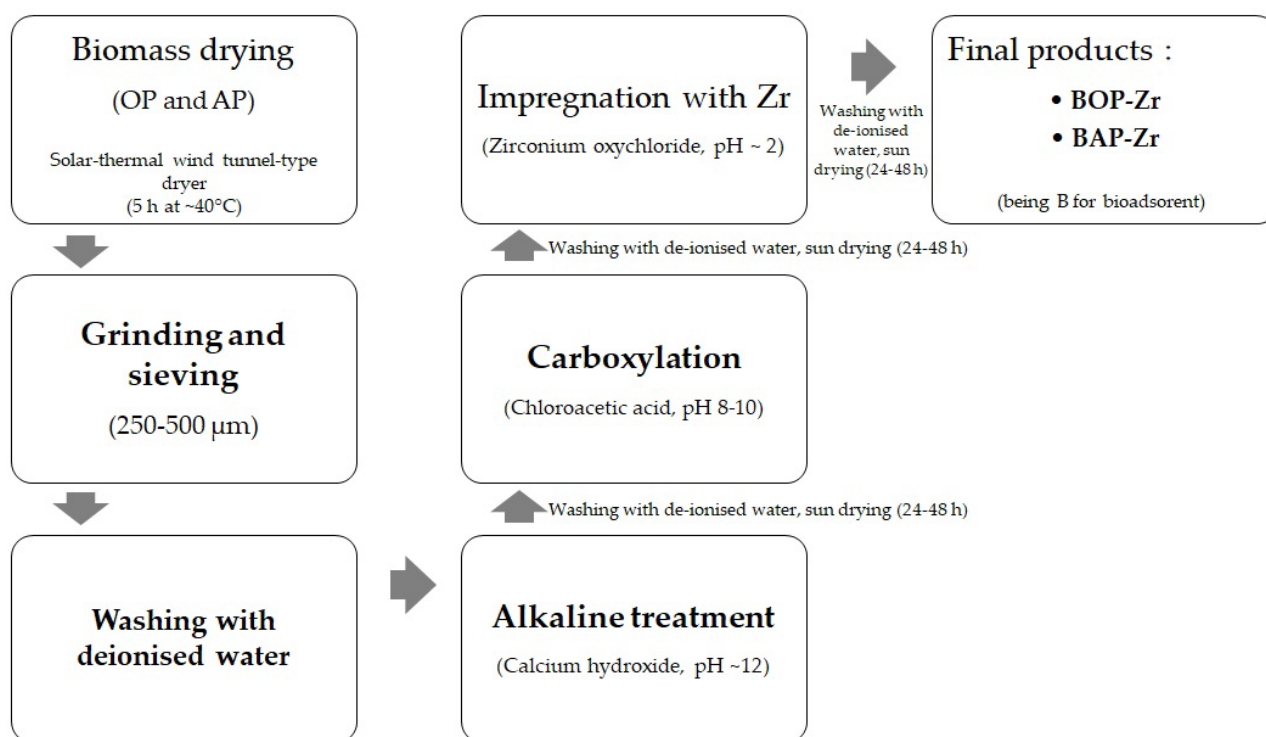 Biomass drying
(OP and AP)
Solar-thermal wind tunnel-type
dryer
(5 h at ~40°C)
Grinding and
sieving
(250-500 µm)
Washing with
deionised water
Alkaline treatment
(Calcium hydroxide, pH ~12)
Washing with de-ionised water, sun drying (24-48 h)
Carboxylation
(Chloroacetic acid, pH 8-10)
Washing with de-ionised water, sun drying (24-48 h)
Impregnation with Zr
(Zirconium oxychloride, pH ~ 2)
Washing with
de-ionised
water, sun
drying (24-48 h)
Final products :
• BOP-Zr
• BAP-Zr
(being B for bioadsorent)